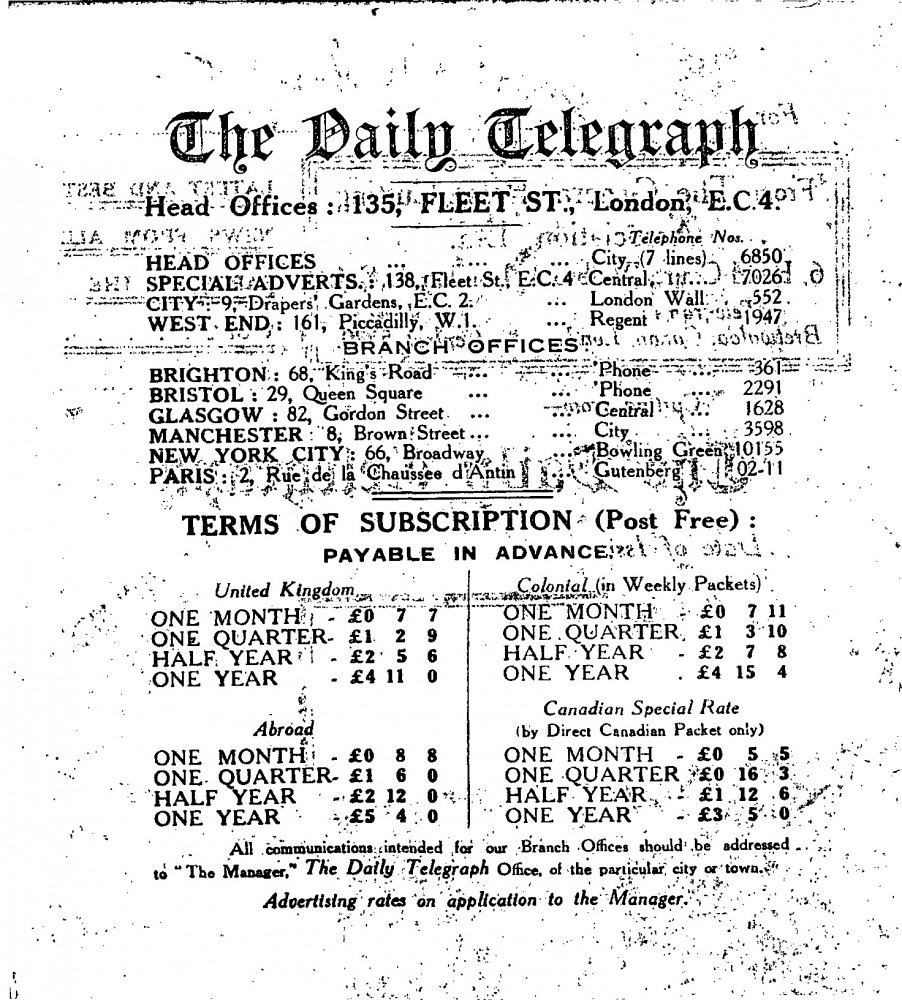 The Daily Telegraph
Head Offices : 135, FLEET ST., London, E.C.4.
Telephone Nos.
HEAD OFFICES ... ... ... City (7 lines) 6850
SPECIAL ADVERTS. : 138, Fleet St., E.C.4 Central ... 7026
CITY : 9, Drapers' Gardens, E.C. 2. ... London Wall 552
WEST END : 161, Piccadilly, W.1. ... Regent 1947
BRANCH OFFICES
BRIGHTON : 68, King's Road ... ... 'Phone ... 361
BRISTOL : 29, Queen Square ... ... 'Phone ... 2291
GLASGOW : 82, Gordon Street ... ... Central ... 1628
MANCHESTER : 8, Brown Street ... ... City ... 3598
NEW YORK CITY : 66, Broadway ... Bowling Green 10155
PARIS : 2, Rue de la Chaussée d'Antin ... Gutenberg 02-11
TERMS OF SUBSCRIPTION (Post Free) :
PAYABLE IN ADVANCE
United Kingdom
ONE MONTH - £0 7 7
ONE QUARTER - £1 2 9
HALF YEAR - £2 5 6
ONE YEAR - £4 11 0
Colonial (in Weekly Packets)
ONE MONTH - £0 7 11
ONE QUARTER £1 3 10
HALF YEAR - £2 7 8
ONE YEAR - £4 15 4
Abroad
ONE MONTH - £0 8 8
ONE QUARTER - £1 6 0
HALF YEAR - £2 12 0
ONE YEAR - £5 4 0
Canadian Special Rate
(by Direct Canadian Packet only)
ONE MONTH - £0 5 5
ONE QUARTER £0 16 3
HALF YEAR - £1 12 6
ONE YEAR - £3 5 0
All communications intended for our Branch Offices should be addressed
to "The Manager," The Daily Telegraph Office, of the particular city or town.
Advertising rates on application to the Manager.